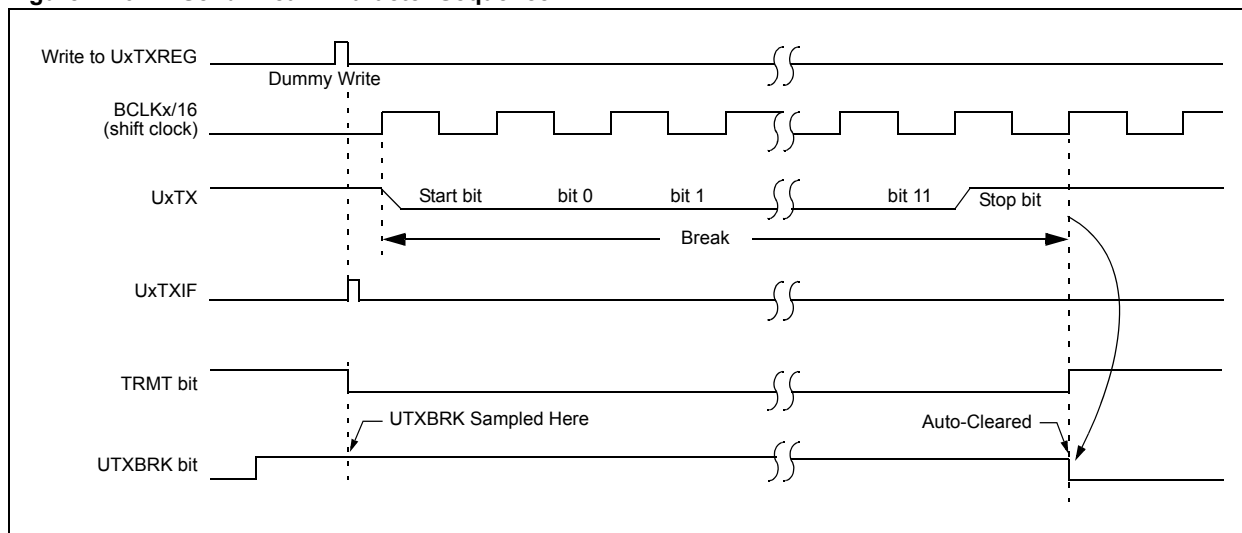 Write to UxTXREG
Dummy Write
BCLKx/16
(shift clock)
UxTX
Start bit
bit 0
bit 1
bit 11
Stop bit
Break
UxTXIF
TRMT bit
UTXBRK Sampled Here
Auto-Cleared
UTXBRK bit